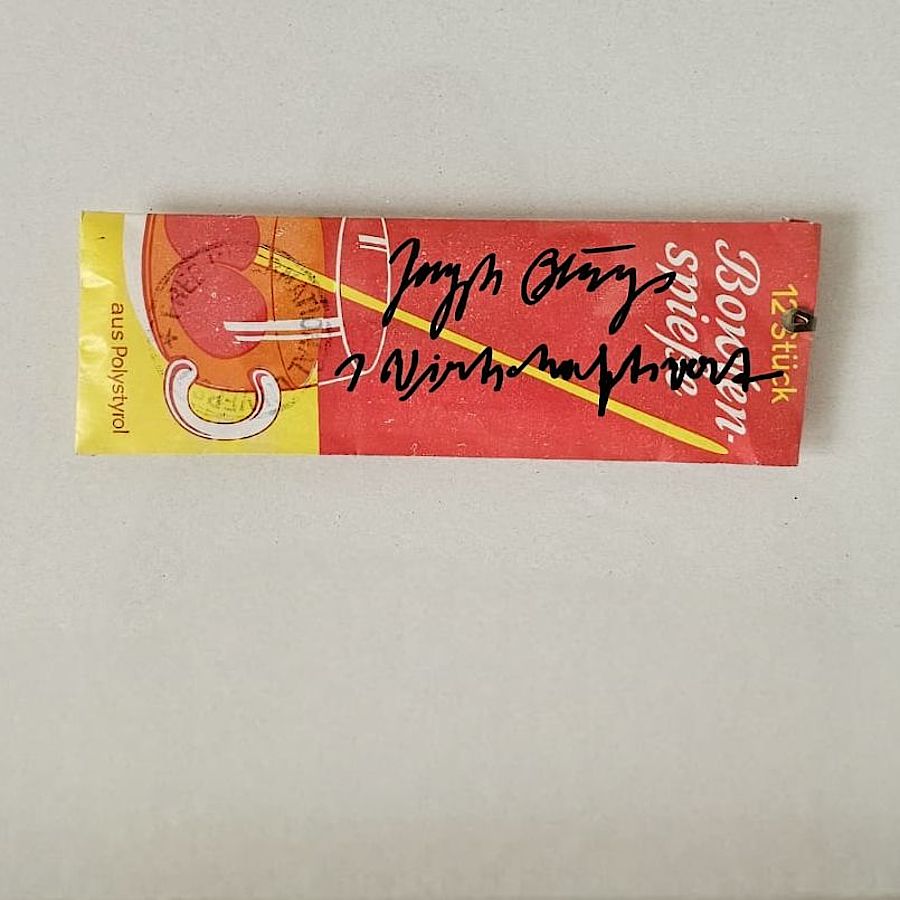 12 Stück
Bowlen-
spieße
Joseph Beuys
1 Wirtschaftswert
aus Polystyrol